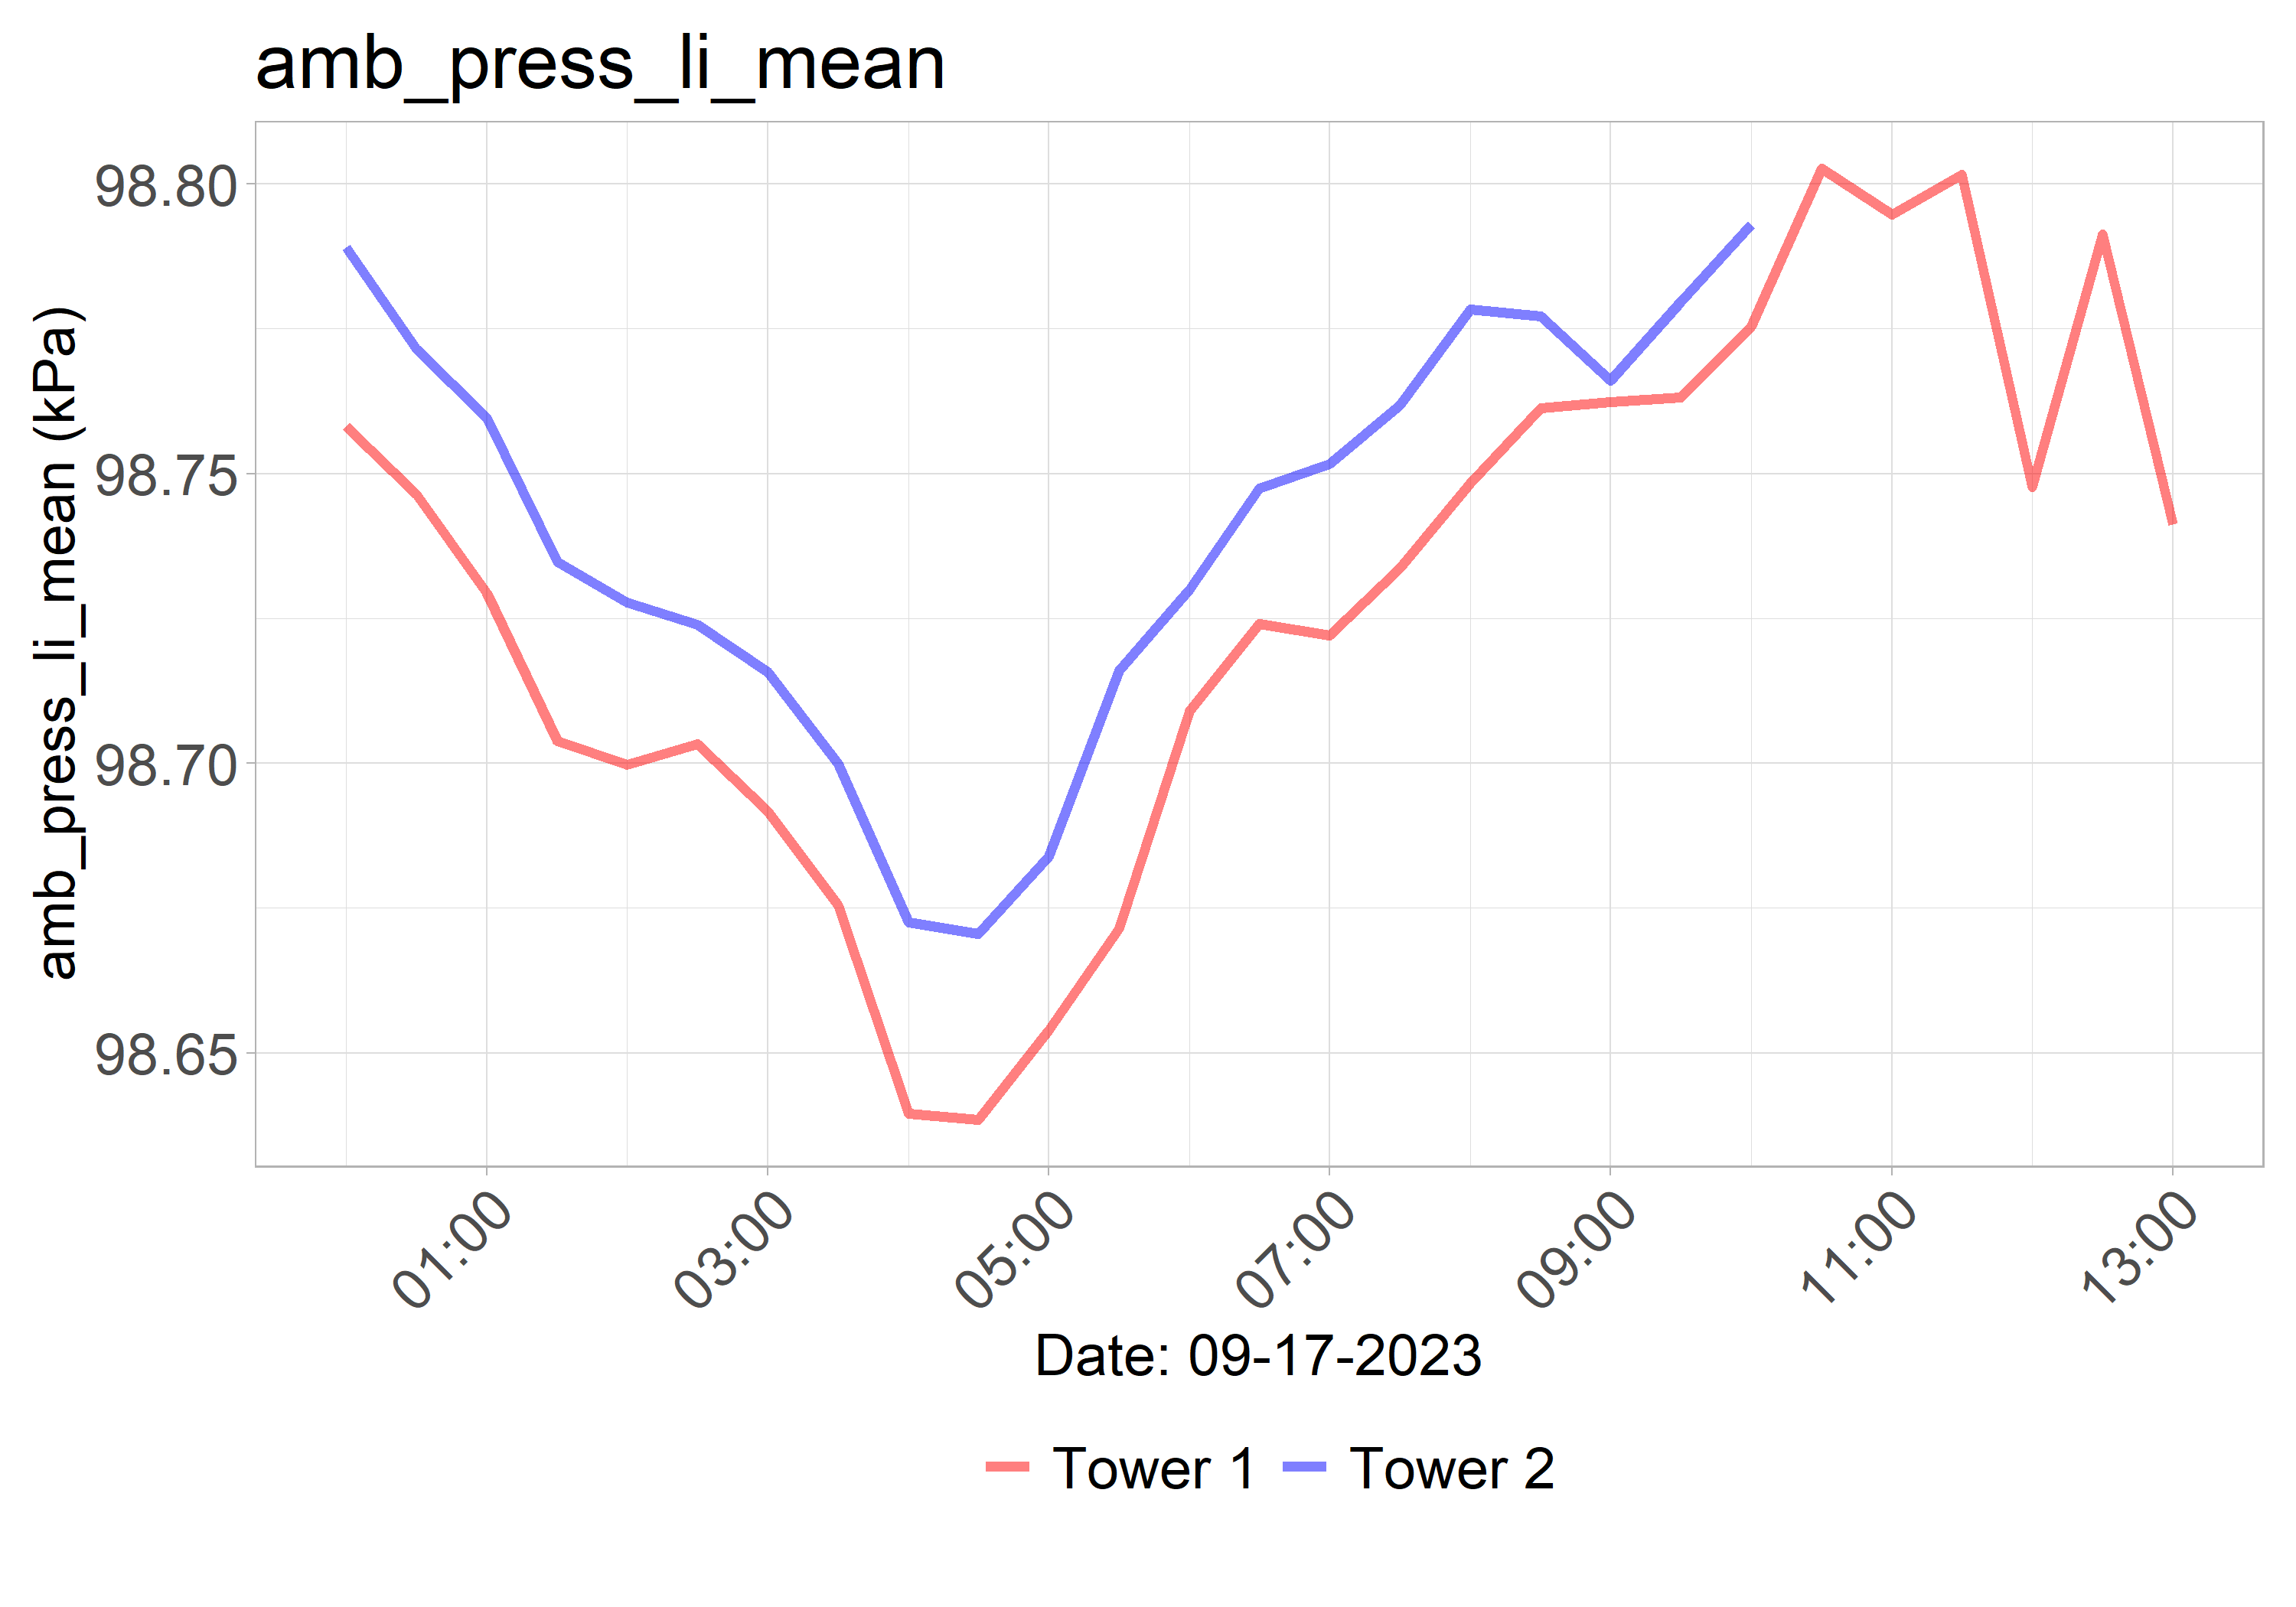 amb_press_li_mean
amb_press_li_mean (kPa)
98.80
98.75
98.70
98.65
01:00
03:00
05:00
07:00
09:00
11:00
13:00
Date: 09-17-2023
Tower 1
Tower 2